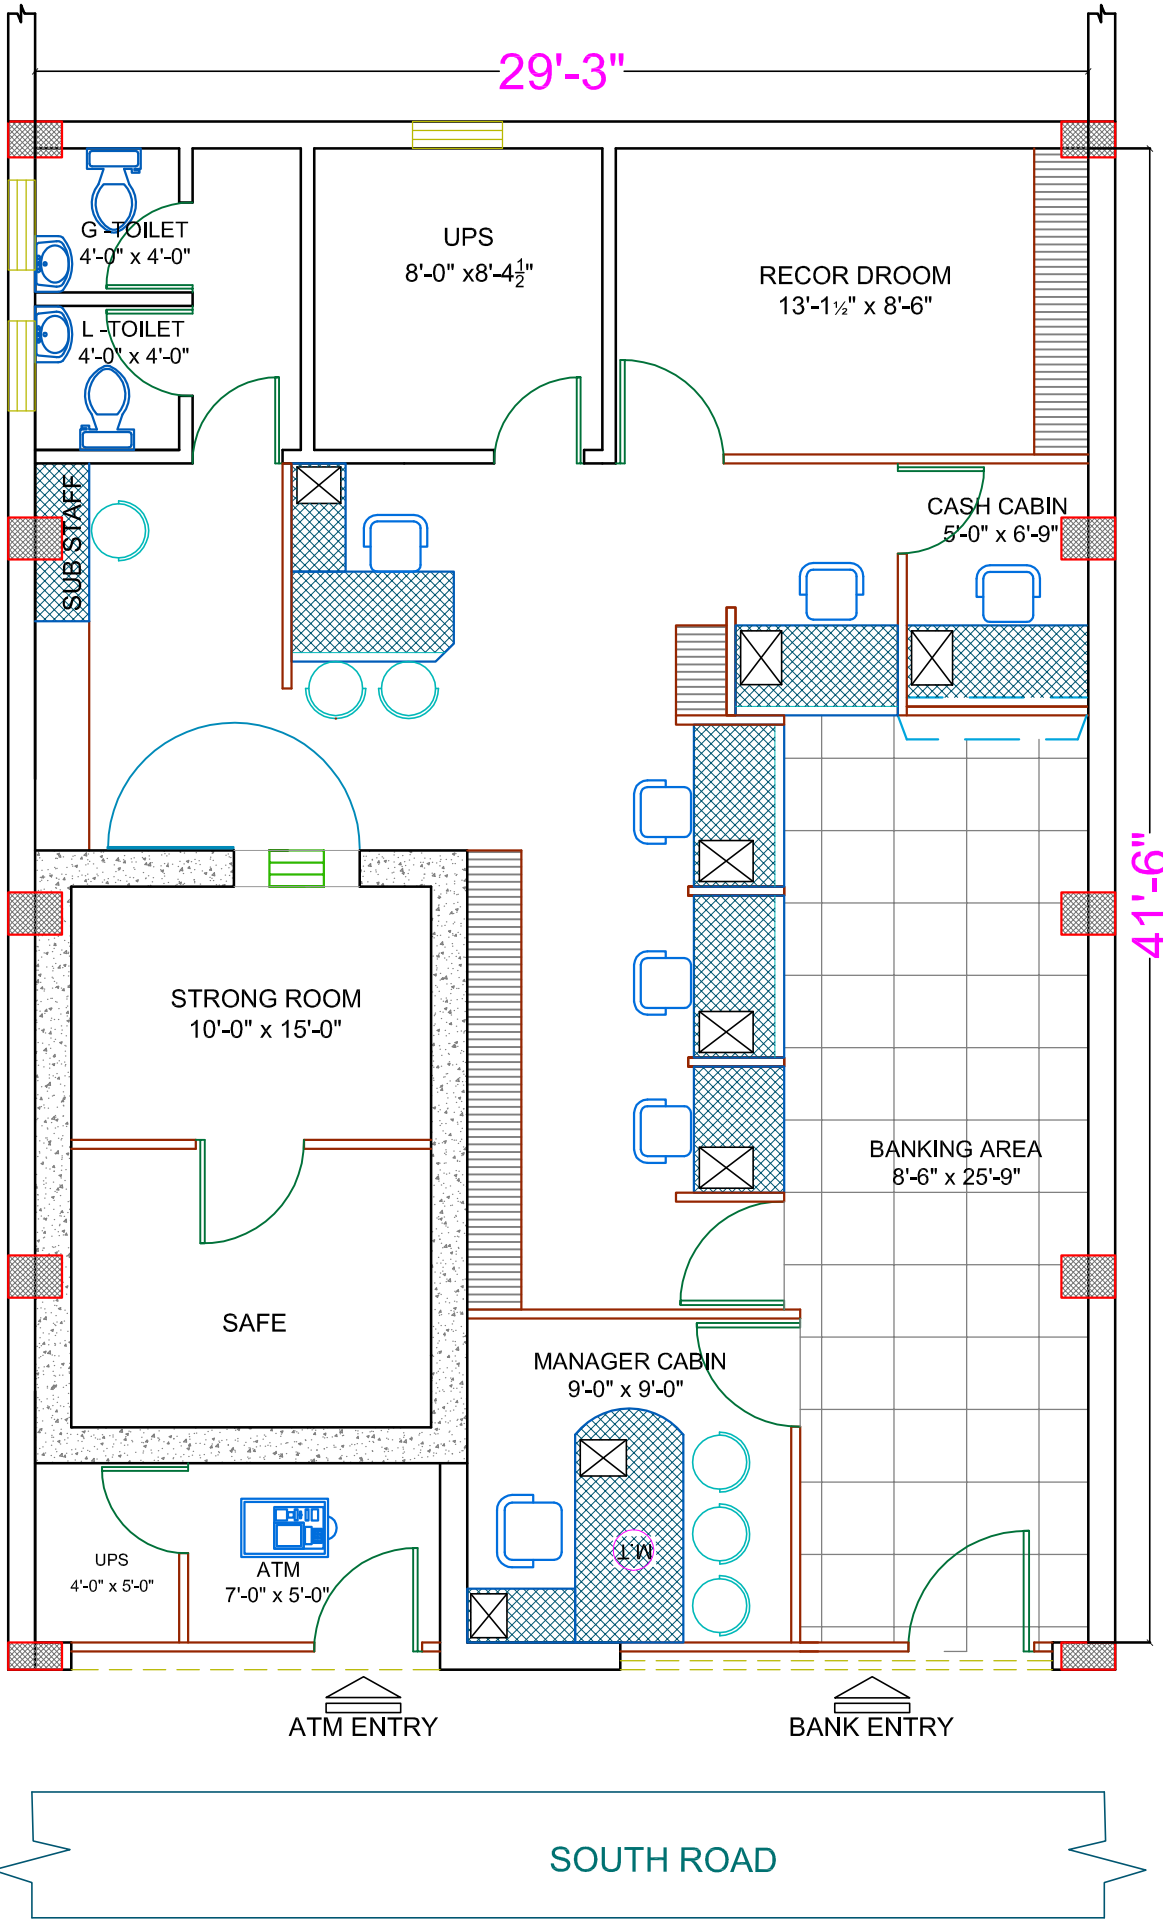 29'-3"
G -TOILET
4'-0" x 4'-0"
UPS
8'-0" x8'-4½"
RECOR DROOM
13'-1½" x 8'-6"
L -TOILET
4'-0" x 4'-0"
SUB STAFF
CASH CABIN
5'-0" x 6'-9"
41'-6"
STRONG ROOM
10'-0" x 15'-0"
BANKING AREA
8'-6" x 25'-9"
SAFE
MANAGER CABIN
9'-0" x 9'-0"
M.T
UPS
4'-0" x 5'-0"
ATM
7'-0" x 5'-0"
ATM ENTRY
BANK ENTRY
SOUTH ROAD